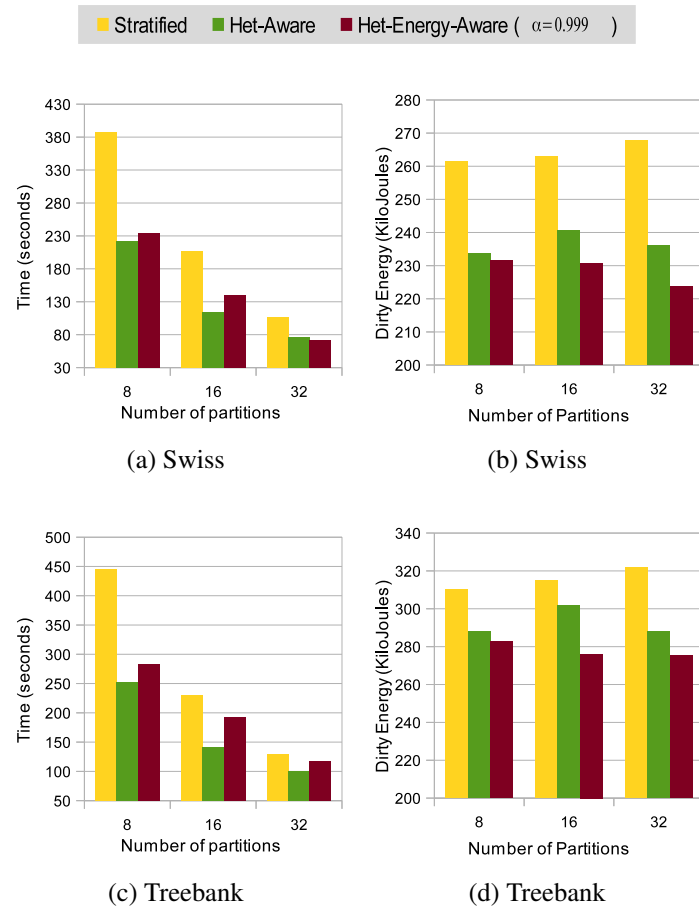 Stratified Het-Aware Het-Energy-Aware ( α=0.999 )
430
380
330
280
230
180
130
80
30
Time (seconds)
8 16 32
Number of partitions
(a) Swiss
280
270
260
250
240
230
220
210
200
Dirty Energy (KiloJoules)
8 16 32
Number of Partitions
(b) Swiss
500
450
400
350
300
250
200
150
100
50
Time (seconds)
8 16 32
Number of partitions
(c) Treebank
340
320
300
280
260
240
220
200
Dirty Energy (KiloJoules)
8 16 32
Number of Partitions
(d) Treebank